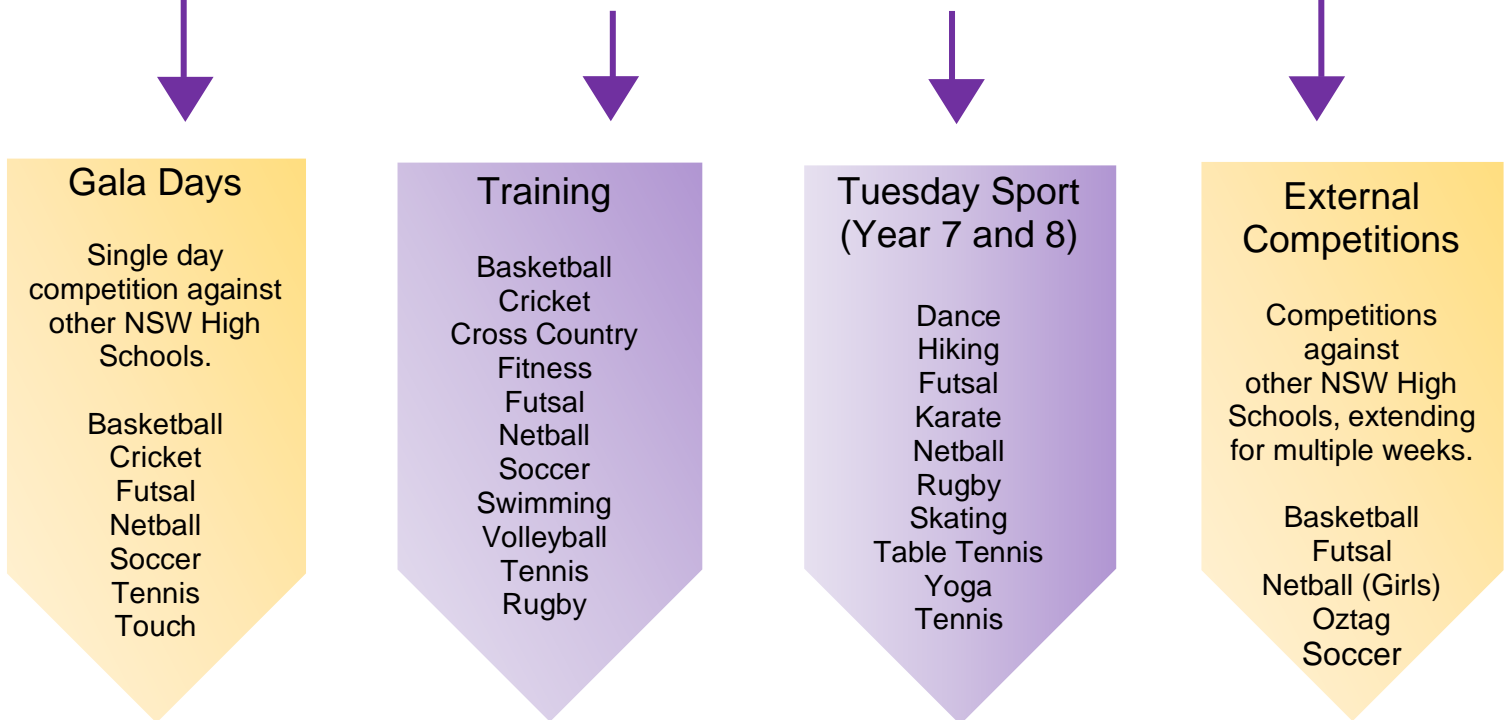 Gala Days
Single day
competition against
other NSW High
Schools.
Basketball
Cricket
Futsal
Netball
Soccer
Tennis
Touch
Training
Basketball
Cricket
Cross Country
Fitness
Futsal
Netball
Soccer
Swimming
Volleyball
Tennis
Rugby
Tuesday Sport
(Year 7 and 8)
Dance
Hiking
Futsal
Karate
Netball
Rugby
Skating
Table Tennis
Yoga
Tennis
External
Competitions
Competitions
against
other NSW High
Schools, extending
for multiple weeks.
Basketball
Futsal
Netball (Girls)
Oztag
Soccer